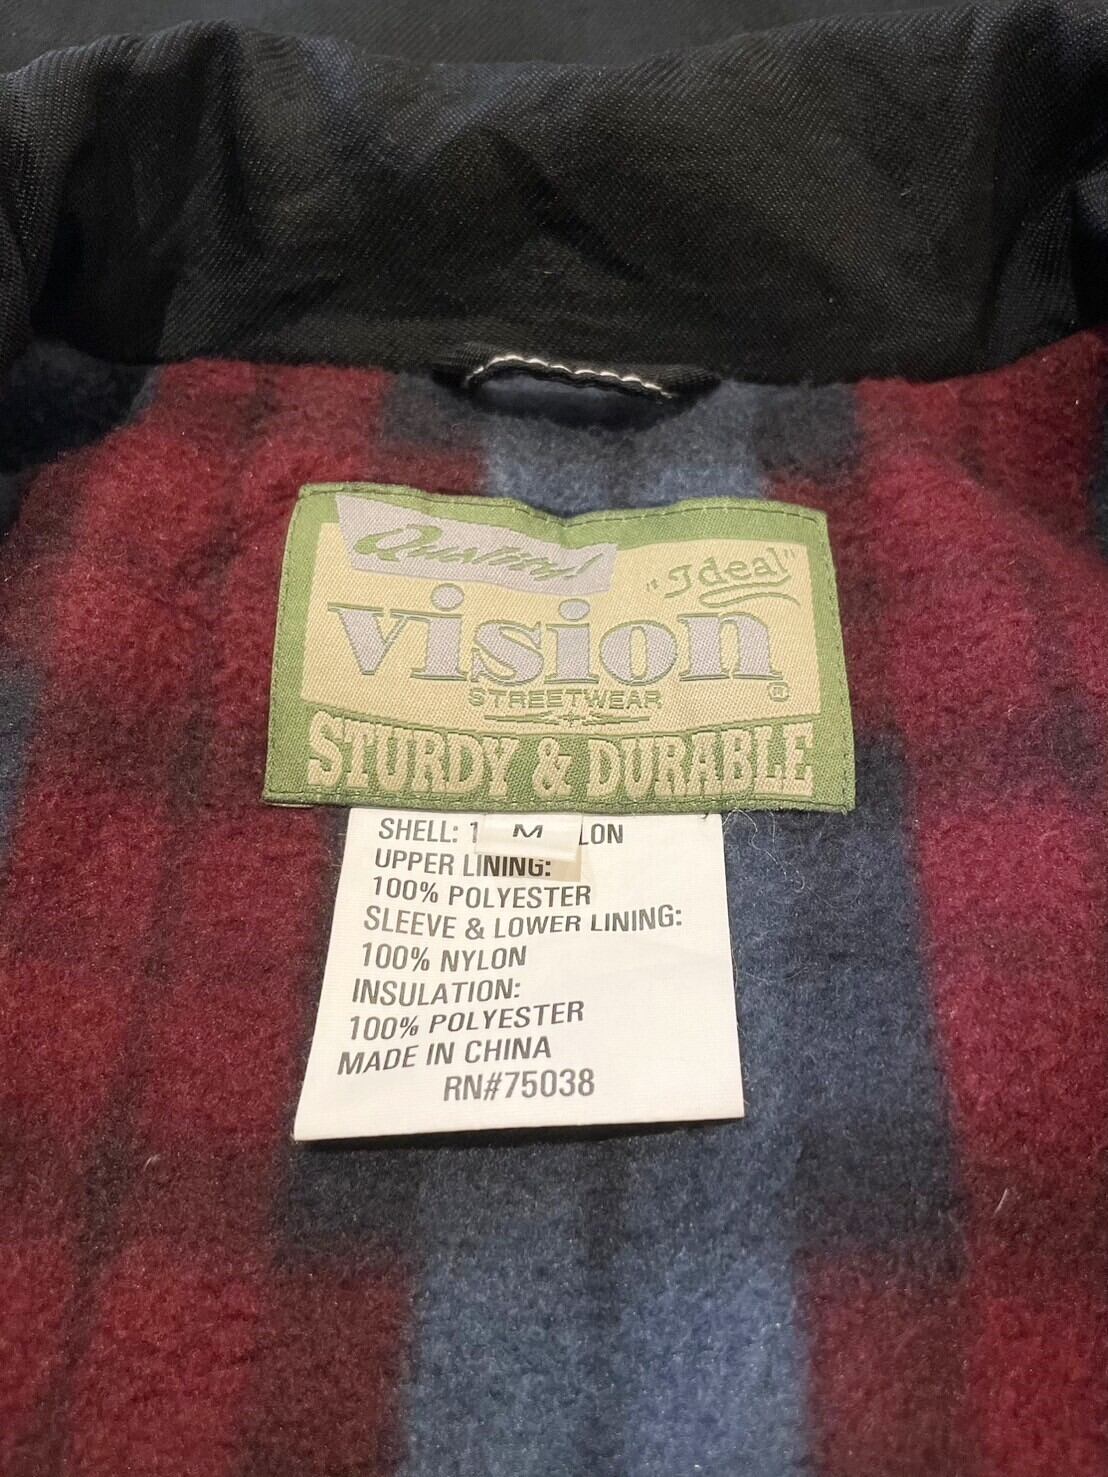 Quality!
"Ideal"
vision
STREETWEAR
®
STURDY & DURABLE
M
SHELL: 1 LON
UPPER LINING:
100% POLYESTER
SLEEVE & LOWER LINING:
100% NYLON
INSULATION:
100% POLYESTER
MADE IN CHINA
RN#75038